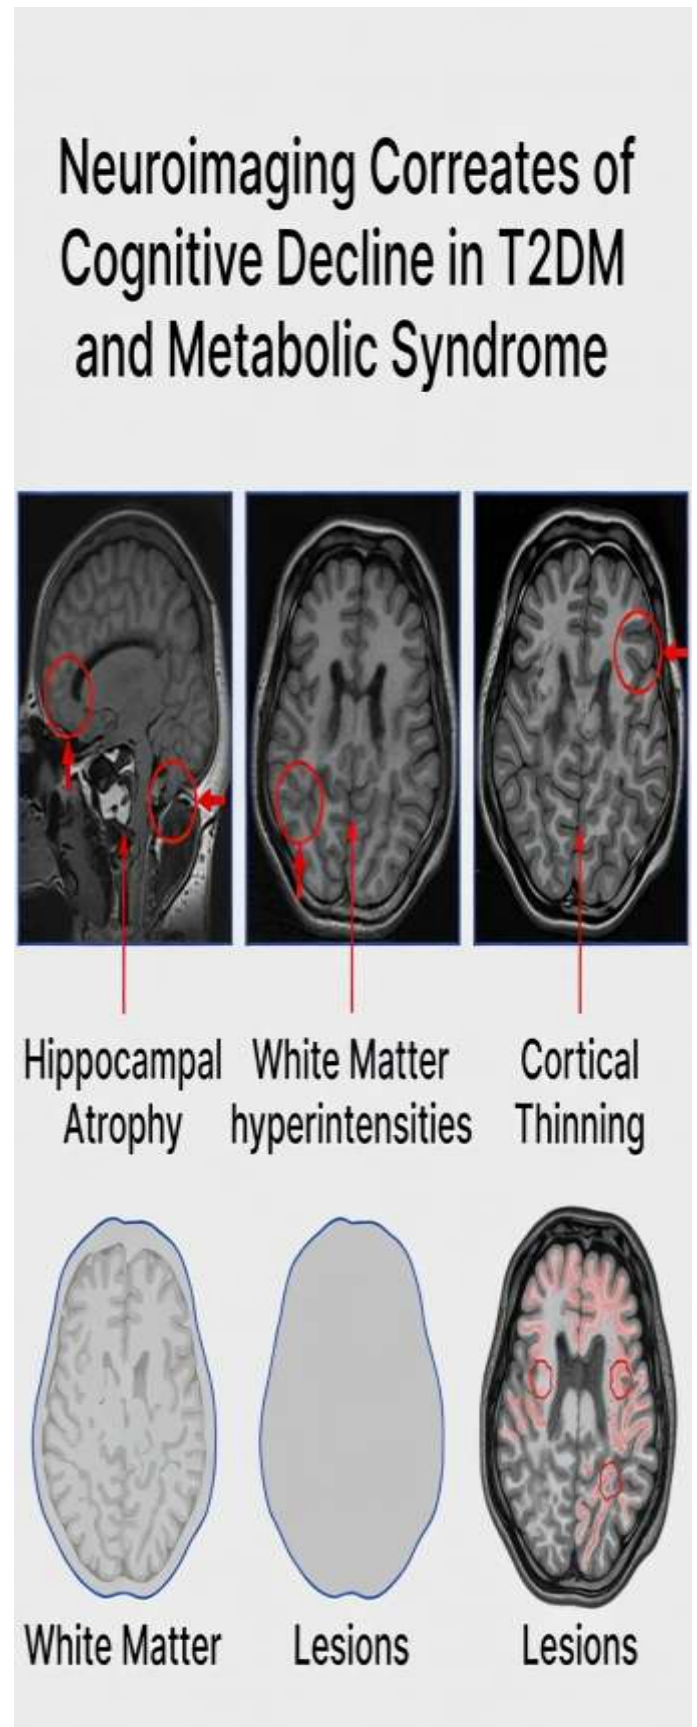 Neuroimaging Correates of
Cognitive Decline in T2DM
and Metabolic Syndrome
Hippocampal
Atrophy
White Matter
hyperintensities
Cortical
Thinning
White Matter
Lesions
Lesions